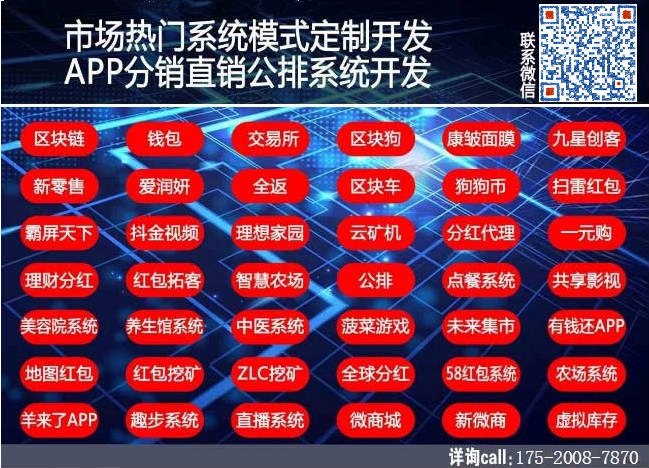 市场热门系统模式定制开发
APP分销直销公排系统开发
联系微信
区块链 钱包 交易所 区块狗 康皱面膜 九星创客
新零售 爱润妍 全返 区块车 狗狗币 扫雷红包
霸屏天下 抖金视频 理想家园 云矿机 分红代理 一元购
理财分红 红包拓客 智慧农场 公排 点餐系统 共享影视
美容院系统 养生馆系统 中医系统 菠菜游戏 未来集市 有钱还APP
地图红包 红包挖矿 ZLC挖矿 全球分红 58红包系统 农场系统
羊来了APP 趣步系统 直播系统 微商城 新微商 虚拟库存
详询call:175-2008-7870